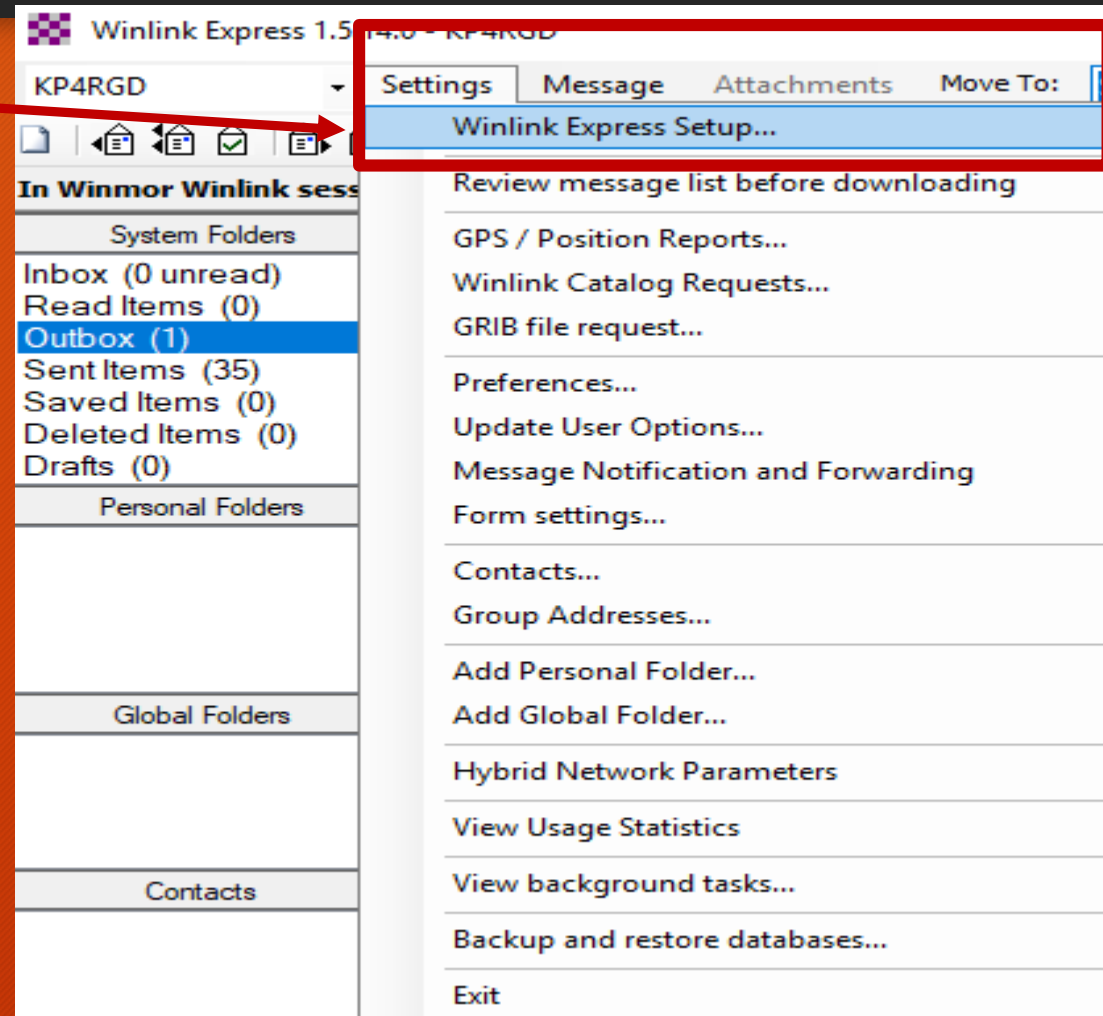 Winlink Express 1.5.14.0 - KP4RGD
KP4RGD
Settings Message Attachments Move To:
Winlink Express Setup...
In Winmor Winlink sess
Review message list before downloading
System Folders
GPS / Position Reports...
Inbox (0 unread)
Winlink Catalog Requests...
Read Items (0)
GRIB file request...
Outbox (1)
Sent Items (35)
Preferences...
Saved Items (0)
Update User Options...
Deleted Items (0)
Drafts (0)
Message Notification and Forwarding
Personal Folders
Form settings...
Contacts...
Group Addresses...
Add Personal Folder...
Global Folders
Add Global Folder...
Hybrid Network Parameters
View Usage Statistics
Contacts
View background tasks...
Backup and restore databases...
Exit